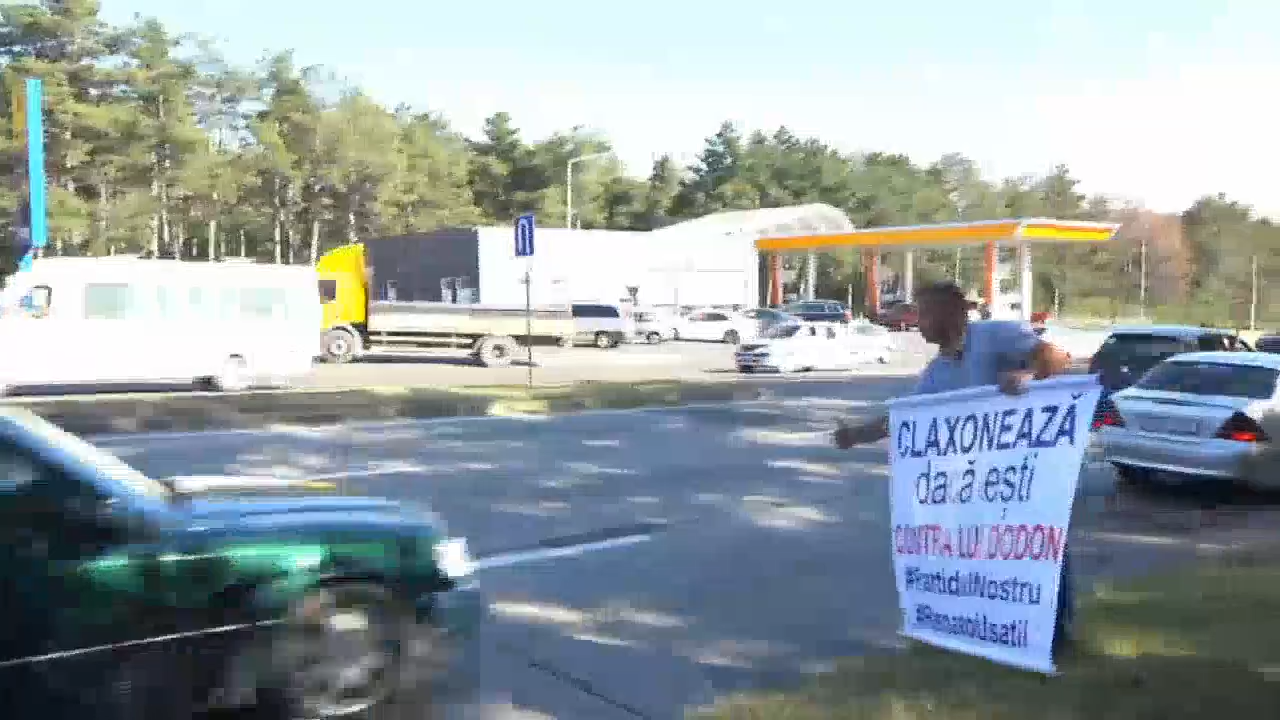 CLAXONEAZĂ
dacă ești
CONTRA LUI DODON
#PartidulNostru
#RenatoUsatii